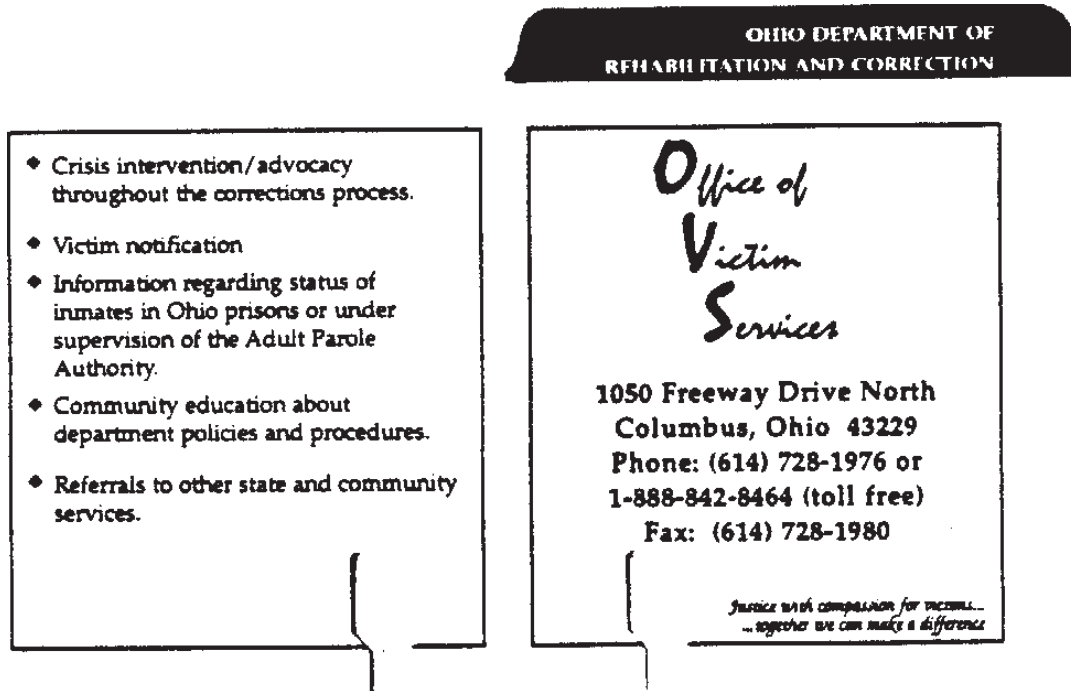 OHIO DEPARTMENT OF
REHABILITATION AND CORRECTION
◆ Crisis intervention/advocacy
throughout the corrections process.
◆ Victim notification
◆ Information regarding status of
inmates in Ohio prisons or under
supervision of the Adult Parole
Authority.
◆ Community education about
department policies and procedures.
◆ Referrals to other state and community
services.
Office of
Victim
Services
1050 Freeway Drive North
Columbus, Ohio 43229
Phone: (614) 728-1976 or
1-888-842-8464 (toll free)
Fax: (614) 728-1980
Justice with compassion for victims...
...together we can make a difference